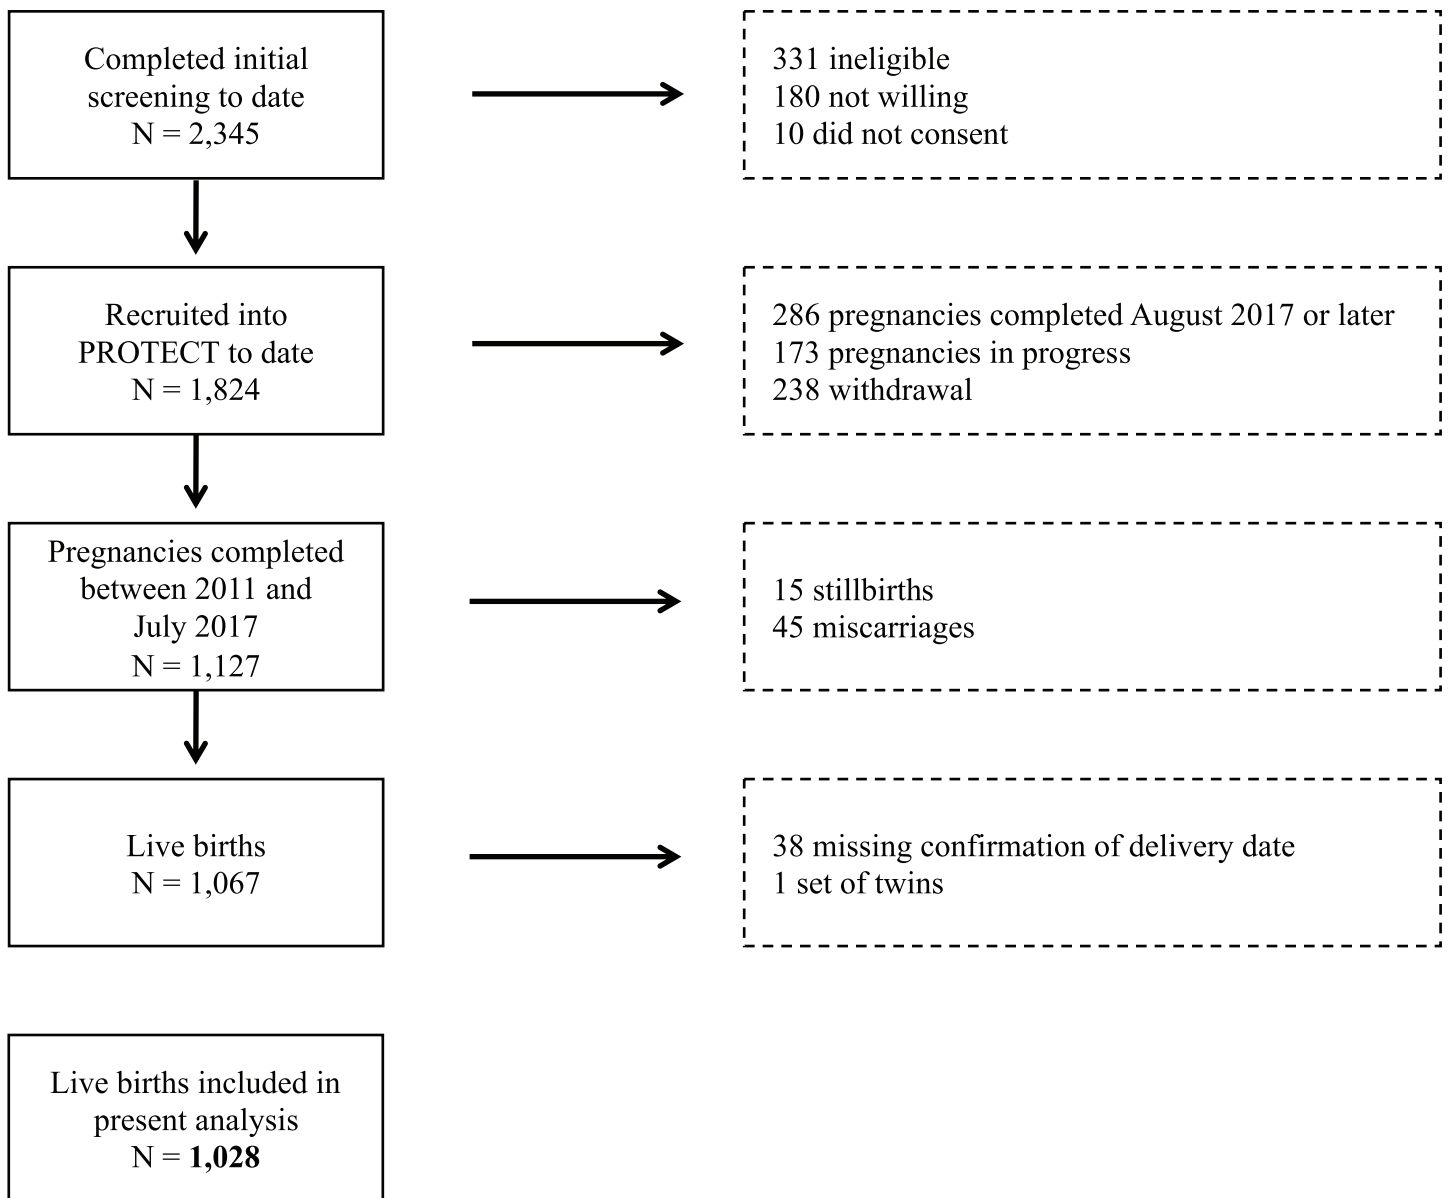 Completed initial
screening to date
N = 2,345
331 ineligible
180 not willing
10 did not consent
Recruited into
PROTECT to date
N = 1,824
286 pregnancies completed August 2017 or later
173 pregnancies in progress
238 withdrawal
Pregnancies completed
between 2011 and
July 2017
N = 1,127
15 stillbirths
45 miscarriages
Live births
N = 1,067
38 missing confirmation of delivery date
1 set of twins
Live births included in
present analysis
N = 1,028